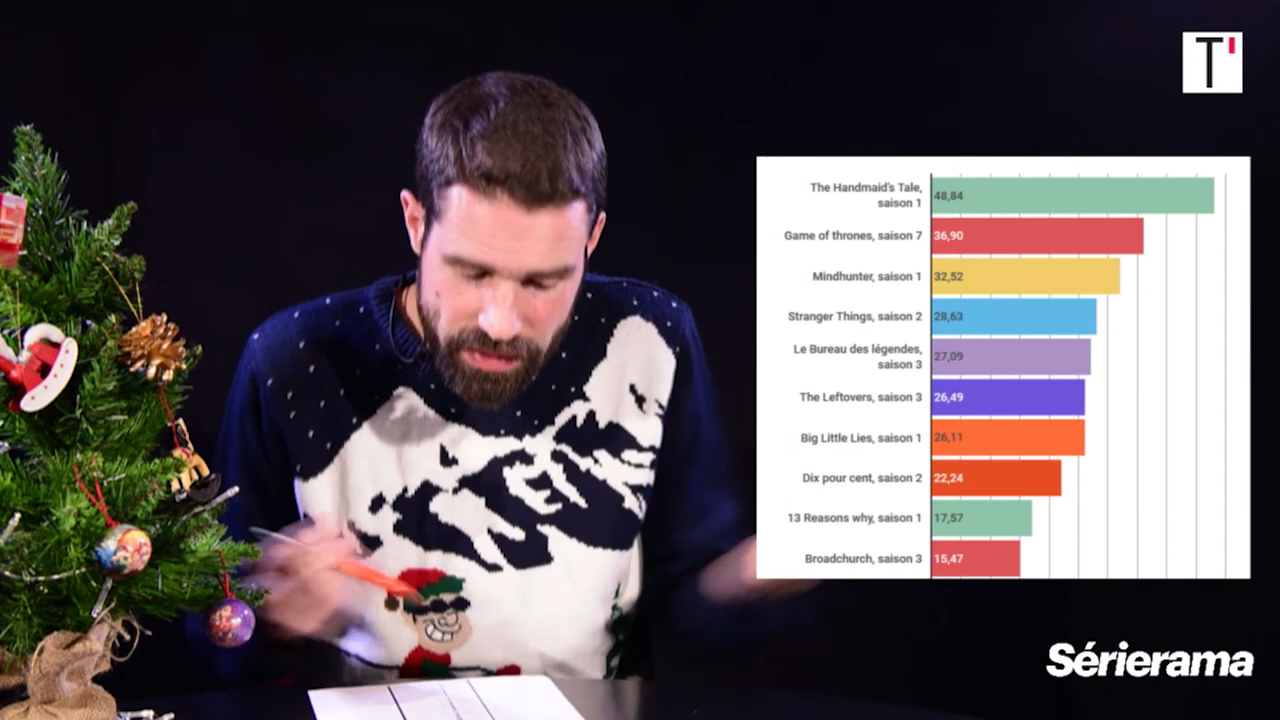 T'
The Handmaid's Tale,
saison 1
48,84
Game of thrones, saison 7
36,90
Mindhunter, saison 1
32,52
Stranger Things, saison 2
28,63
Le Bureau des légendes,
saison 3
27,09
The Leftovers, saison 3
26,49
Big Little Lies, saison 1
26,11
Dix pour cent, saison 2
22,24
13 Reasons why, saison 1
17,57
Broadchurch, saison 3
15,47
Sérierama